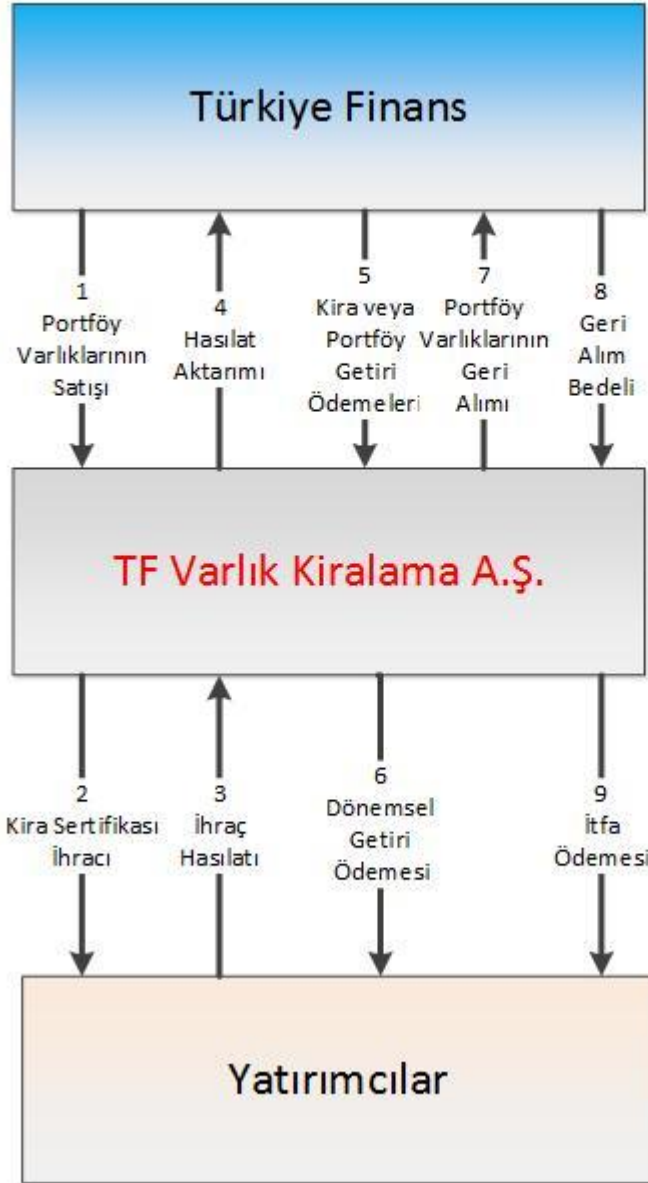 Türkiye Finans
1
Portföy
Varlıklarının
Satışı
4
Hasılat
Aktarımı
5
Kira veya
Portföy
Getiri
Ödemeleri
7
Portföy
Varlıklarının
Geri
Alımı
8
Geri
Alım
Bedeli
TF Varlık Kiralama A.Ş.
2
Kira Sertifikası
İhracı
3
İhraç
Hasılatı
6
Dönemsel
Getiri
Ödemesi
9
İtfa
Ödemesi
Yatırımcılar